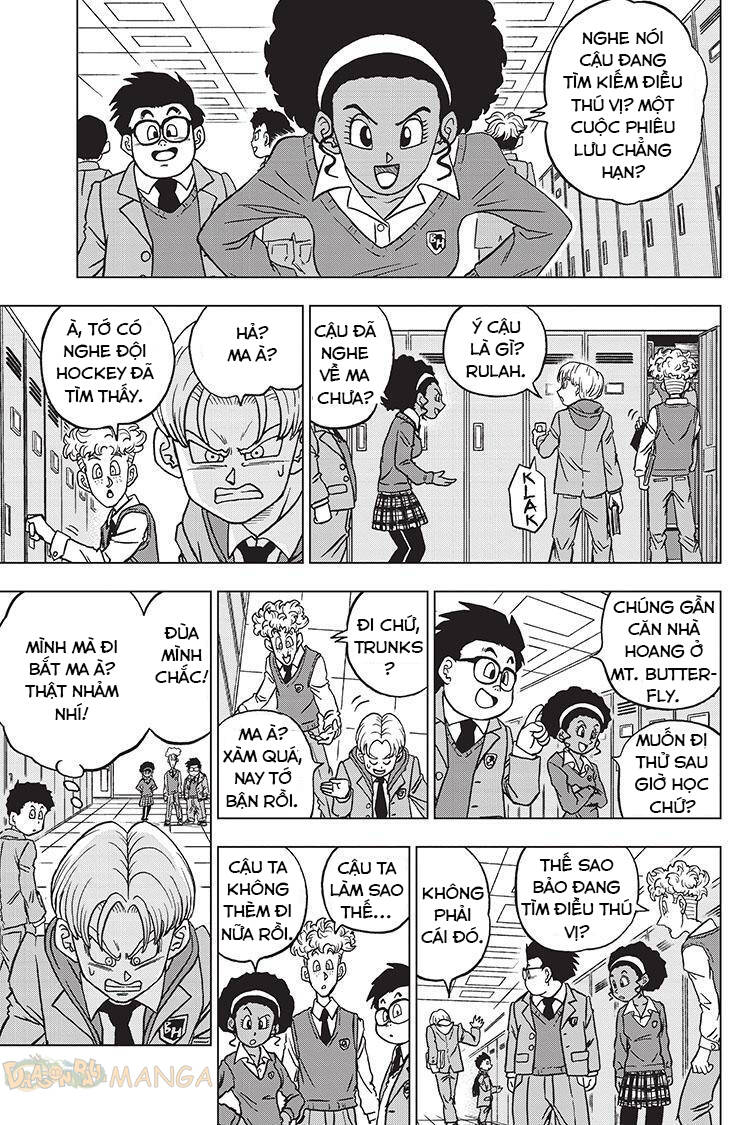 NGHE NÓI
CẬU ĐANG
TÌM KIẾM ĐIỀU
THÚ VỊ? MỘT
CUỘC PHIÊU
LƯU CHẲNG
HẠN?
BH
Ý CẬU
LÀ GÌ?
RULAH.
CẬU ĐÃ
NGHE
VỀ MA
CHƯA?
KLAK
HẢ?
MA À?
À, TỚ CÓ
NGHE ĐỘI
HOCKEY ĐÃ
TÌM THẤY.
CHÚNG GẦN
CĂN NHÀ
HOANG Ở
MT. BUTTER-
FLY.
MUỐN ĐỊ
THỬ SAU
GIỜ HỌC
CHỨ?
ĐI CHỨ,
TRUNKS
?
MA À?
XÀM QUÁ,
NAY TỚ
BẬN RỒI.
ĐÙA
MÌNH
CHẮC!
MÌNH MÀ ĐI
BẮT MA À?
THẬT NHẢM
NHÍ!
BH
THẾ SAO
BẢO ĐANG
TÌM ĐIỀU THÚ
VỊ?
KHÔNG
PHẢI
CÁI ĐÓ.
CẬU TA
LÀM SAO
THẾ...
CẬU TA
KHÔNG
THÈM ĐI
NỮA RỒI.
DRAGON BALL MANGA